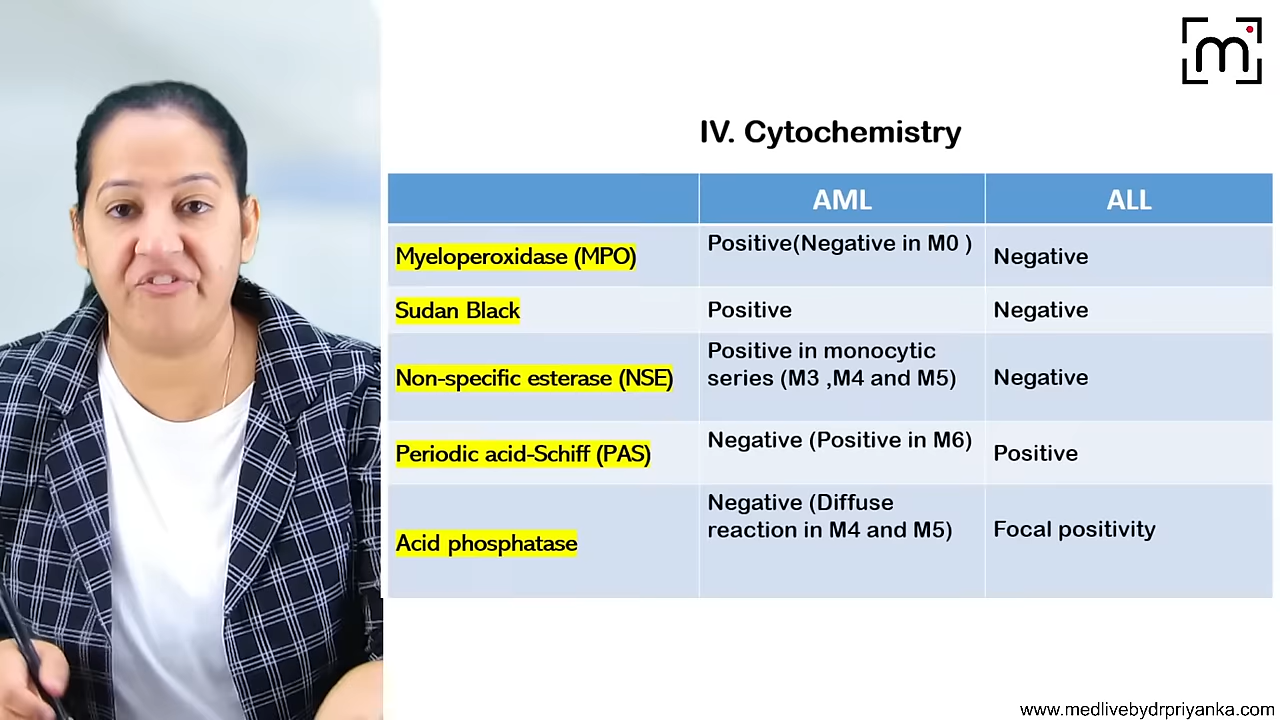 m
IV. Cytochemistry
AML
ALL
Myeloperoxidase (MPO)
Positive(Negative in M0 )
Negative
Sudan Black
Positive
Negative
Non-specific esterase (NSE)
Positive in monocytic
series (M3 ,M4 and M5)
Negative
Periodic acid-Schiff (PAS)
Negative (Positive in M6)
Positive
Acid phosphatase
Negative (Diffuse
reaction in M4 and M5)
Focal positivity
www.medlivebydrpriyanka.com